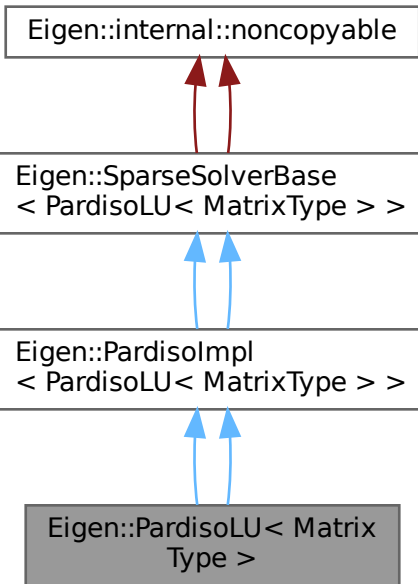 Eigen::internal::noncopyable
Eigen::SparseSolverBase
< PardisoLU< MatrixType > >
Eigen::PardisoImpl
< PardisoLU< MatrixType > >
Eigen::PardisoLU< Matrix
Type >